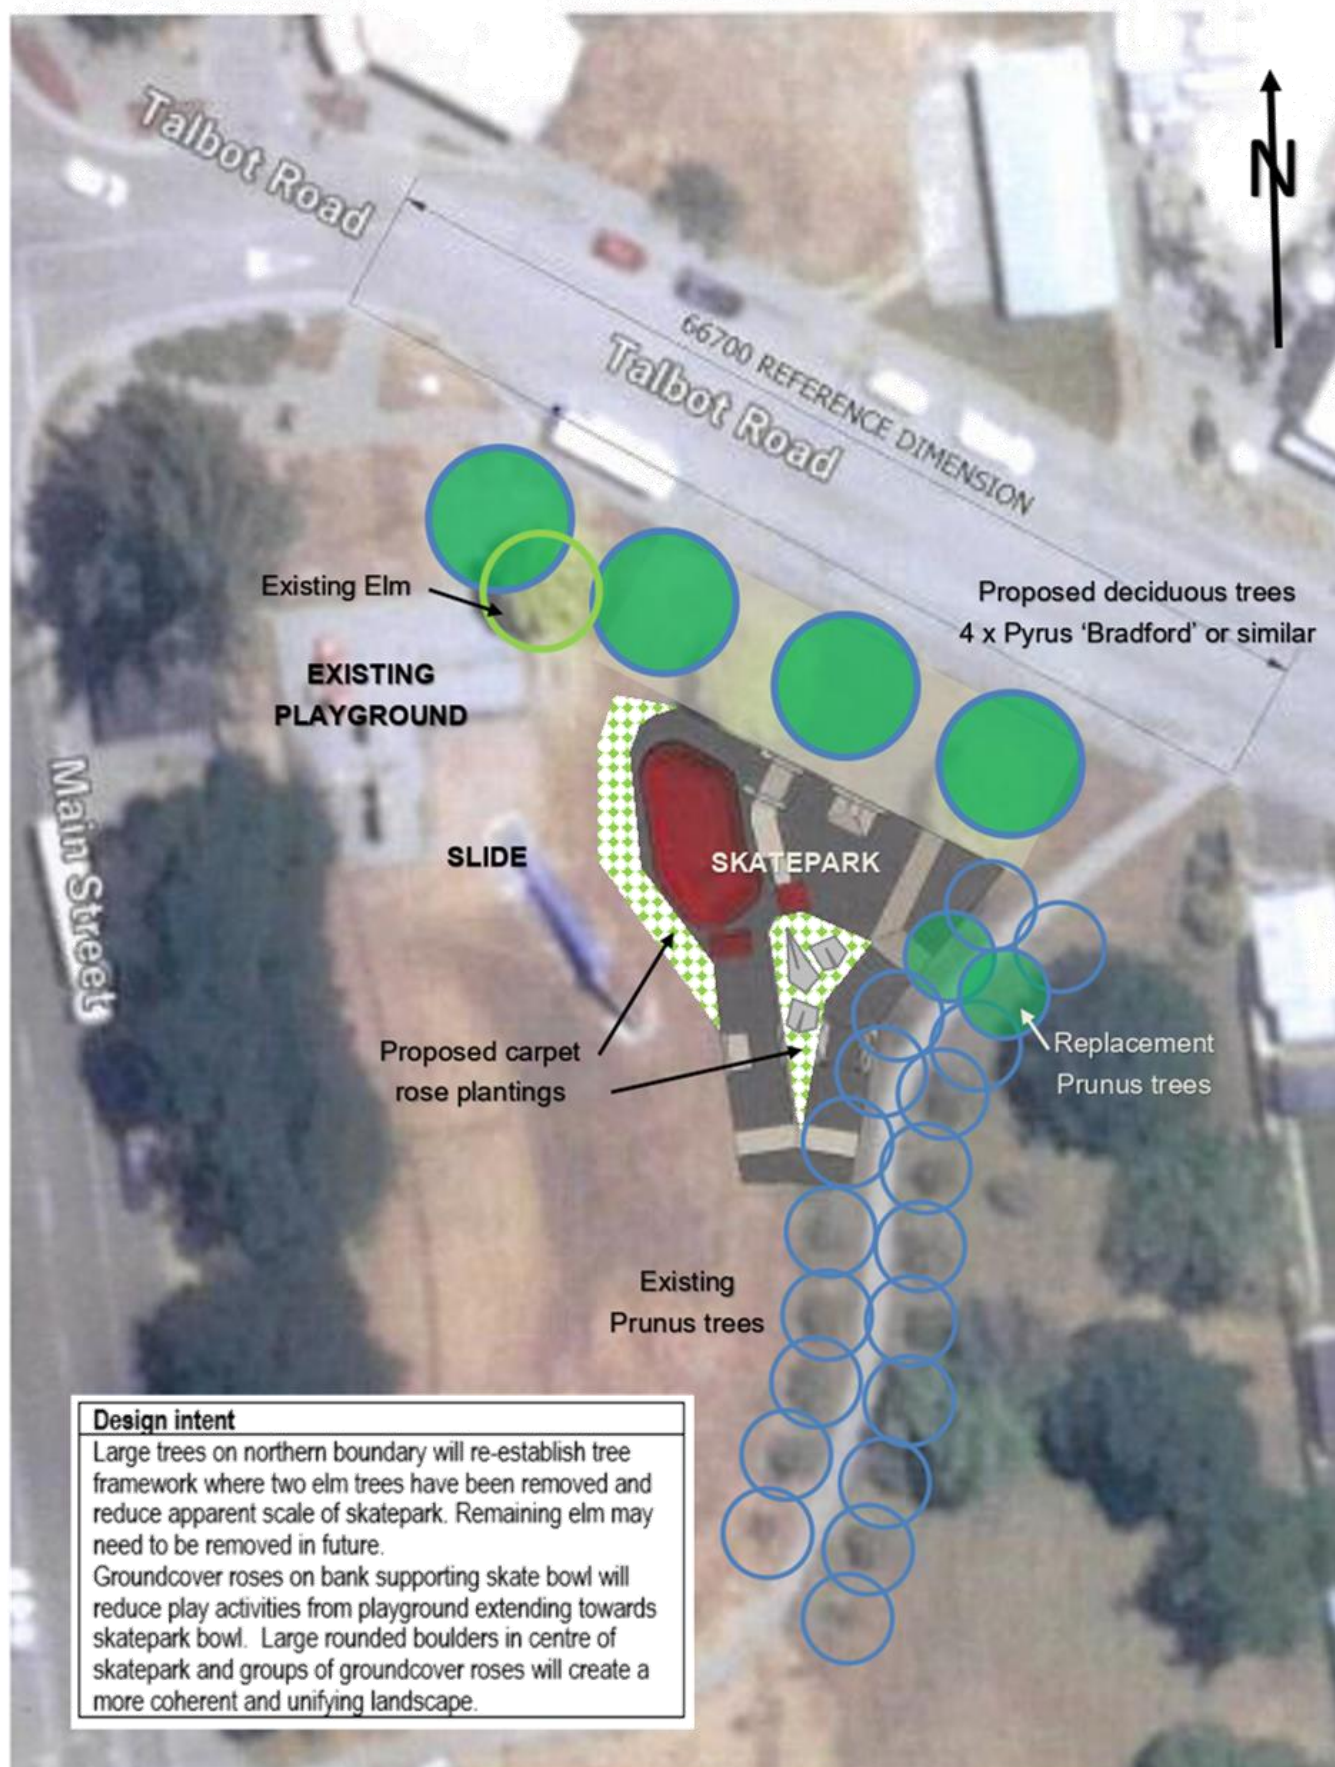 Talbot Road
N
66700 REFERENCE DIMENSION
Talbot Road
Existing Elm
Proposed deciduous trees
4 x Pyrus ‘Bradford’ or similar
EXISTING
PLAYGROUND
Main Street
SLIDE
SKATEPARK
Proposed carpet
rose plantings
Replacement
Prunus trees
Existing
Prunus trees
Design intent
Large trees on northern boundary will re-establish tree
framework where two elm trees have been removed and
reduce apparent scale of skatepark. Remaining elm may
need to be removed in future.
Groundcover roses on bank supporting skate bowl will
reduce play activities from playground extending towards
skatepark bowl. Large rounded boulders in centre of
skatepark and groups of groundcover roses will create a
more coherent and unifying landscape.